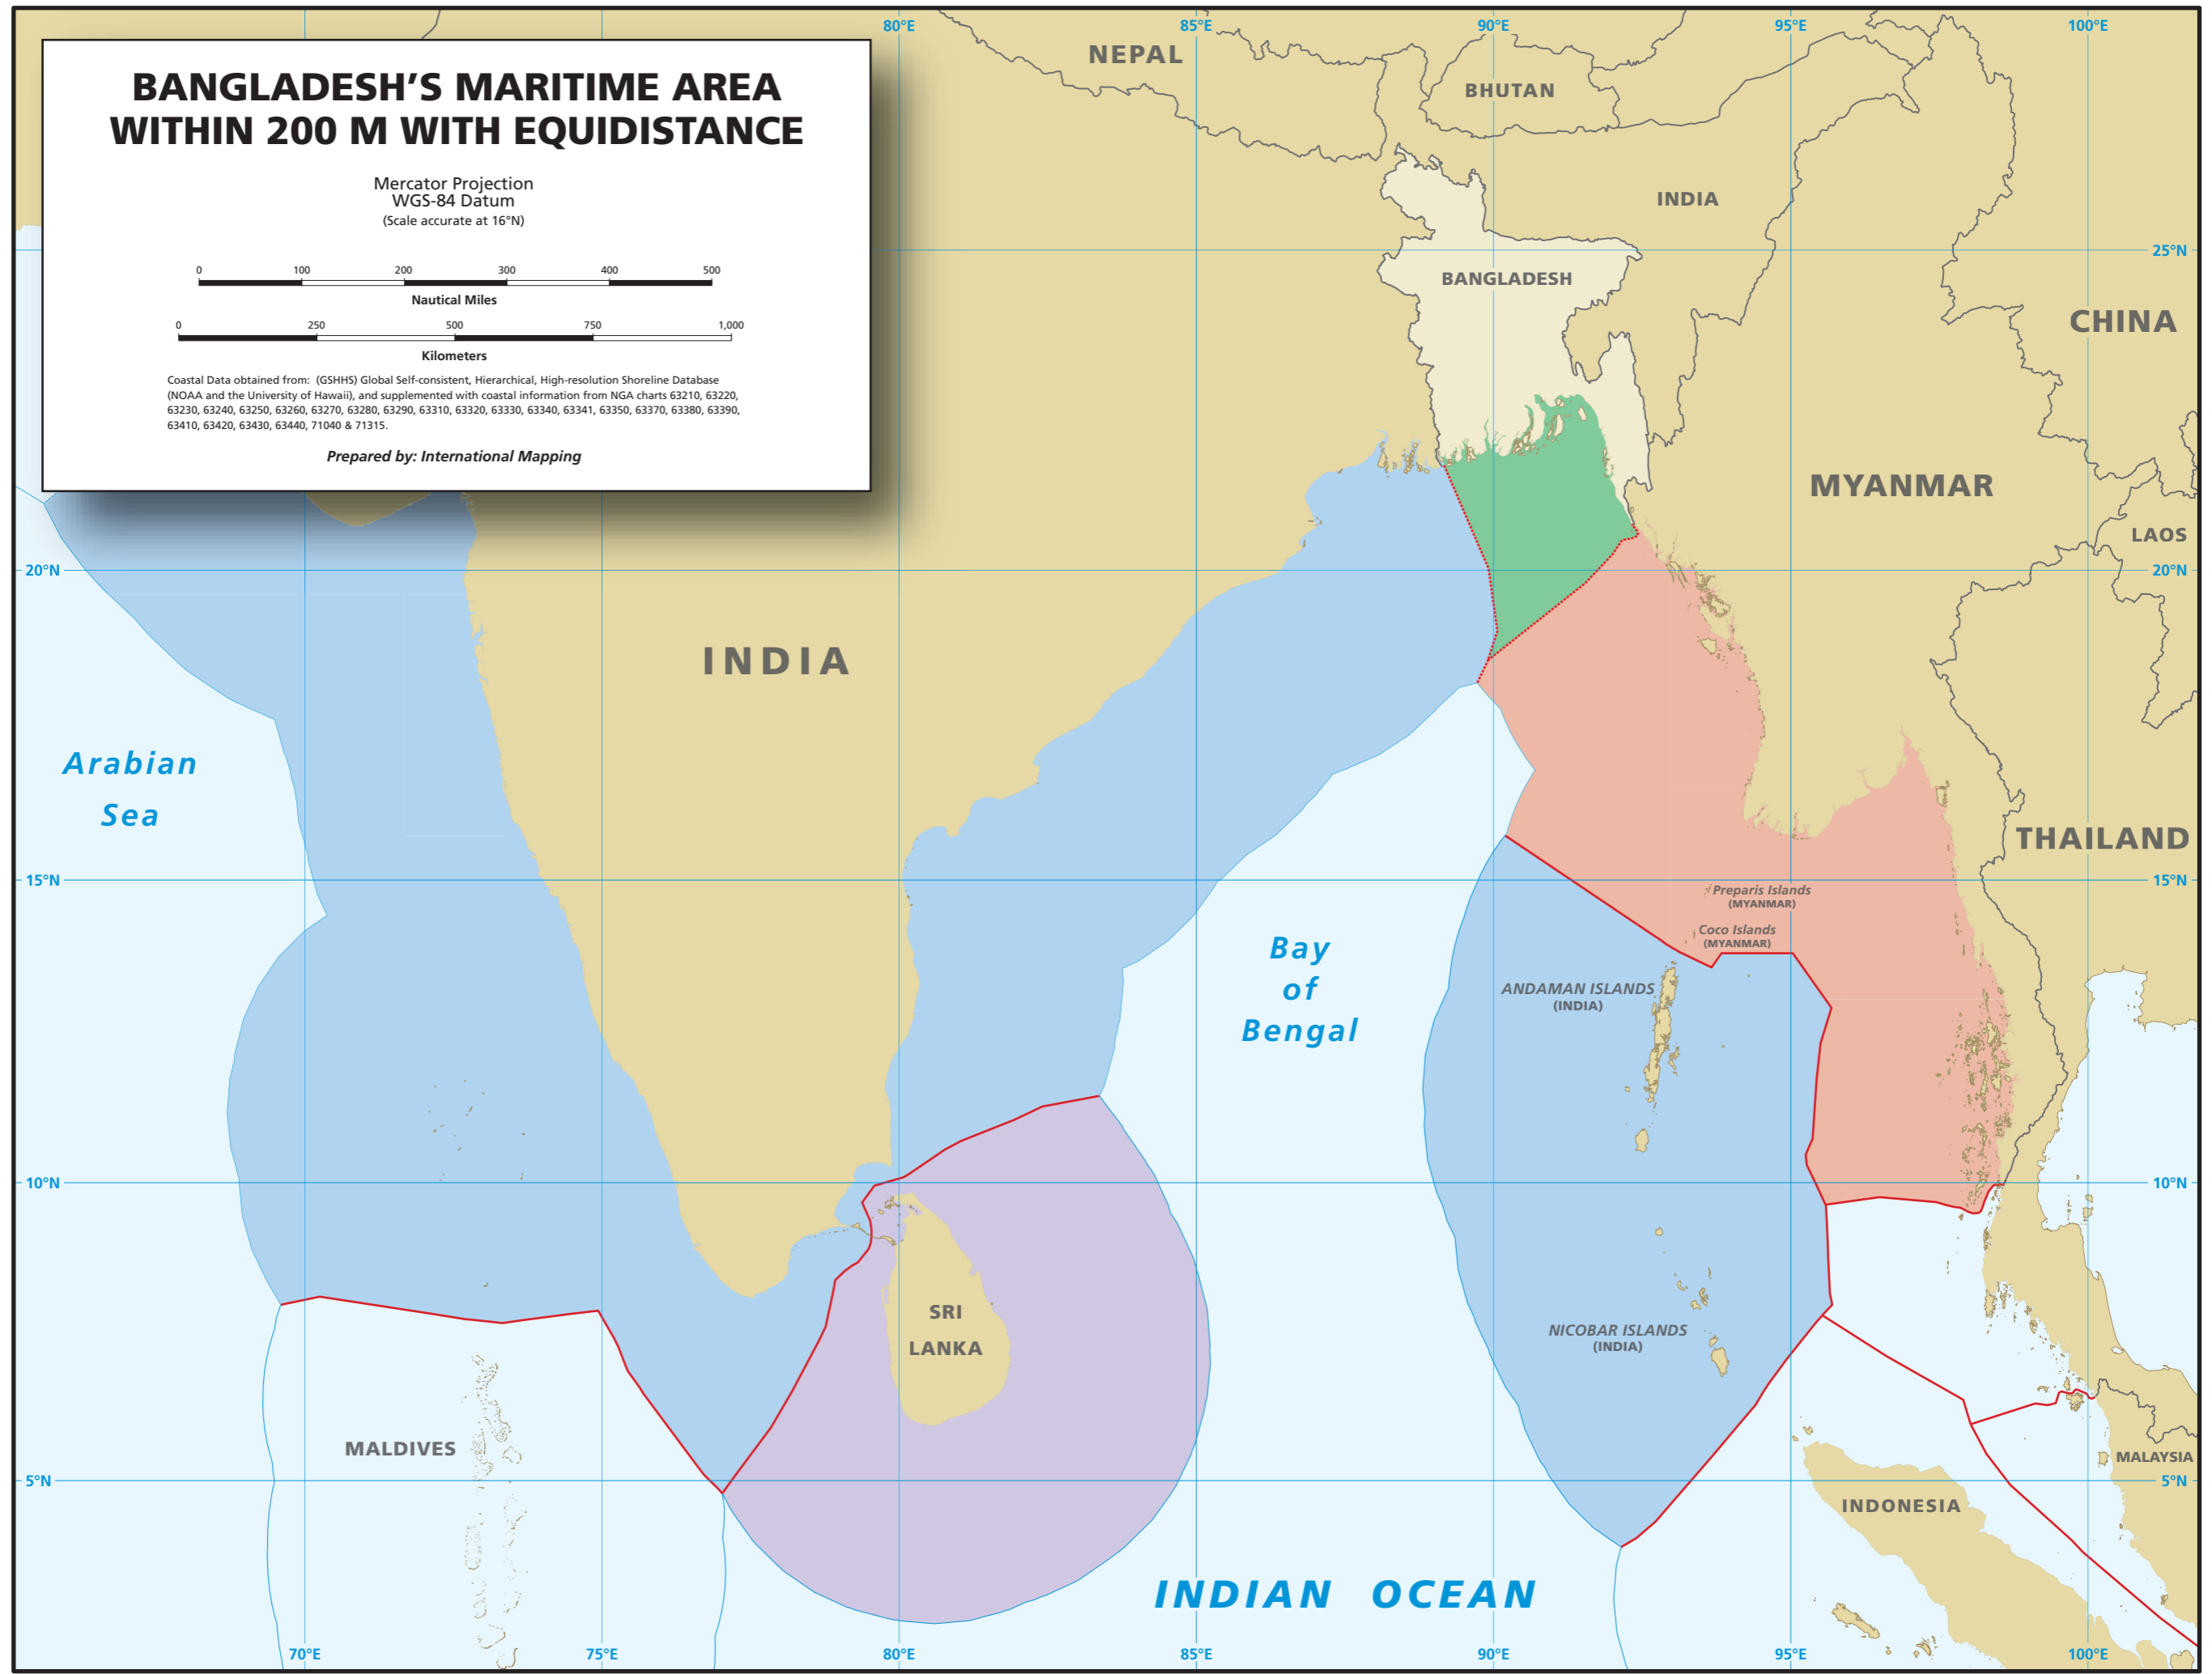 80°E
85°E
90°E
95°E
100°E
BANGLADESH’S MARITIME AREA
WITHIN 200 M WITH EQUIDISTANCE
Mercator Projection
WGS-84 Datum
(Scale accurate at 16°N)
0 100 200 300 400 500
Nautical Miles
0 250 500 750 1,000
Kilometers
Coastal Data obtained from: (GSHHS) Global Self-consistent, Hierarchical, High-resolution Shoreline Database
(NOAA and the University of Hawaii), and supplemented with coastal information from NGA charts 63210, 63220,
63230, 63240, 63250, 63260, 63270, 63280, 63290, 63310, 63320, 63330, 63340, 63341, 63350, 63370, 63380, 63390,
63410, 63420, 63430, 63440, 71040 & 71315.
Prepared by: International Mapping
NEPAL
BHUTAN
INDIA
25°N
BANGLADESH
CHINA
MYANMAR
LAOS
20°N
20°N
INDIA
Arabian
Sea
THAILAND
15°N
15°N
Preparis Islands
(MYANMAR)
Coco Islands
(MYANMAR)
Bay
of
Bengal
ANDAMAN ISLANDS
(INDIA)
10°N
10°N
SRI
LANKA
NICOBAR ISLANDS
(INDIA)
MALDIVES
MALAYSIA
5°N
5°N
INDONESIA
INDIAN OCEAN
70°E
75°E
80°E
85°E
90°E
95°E
100°E